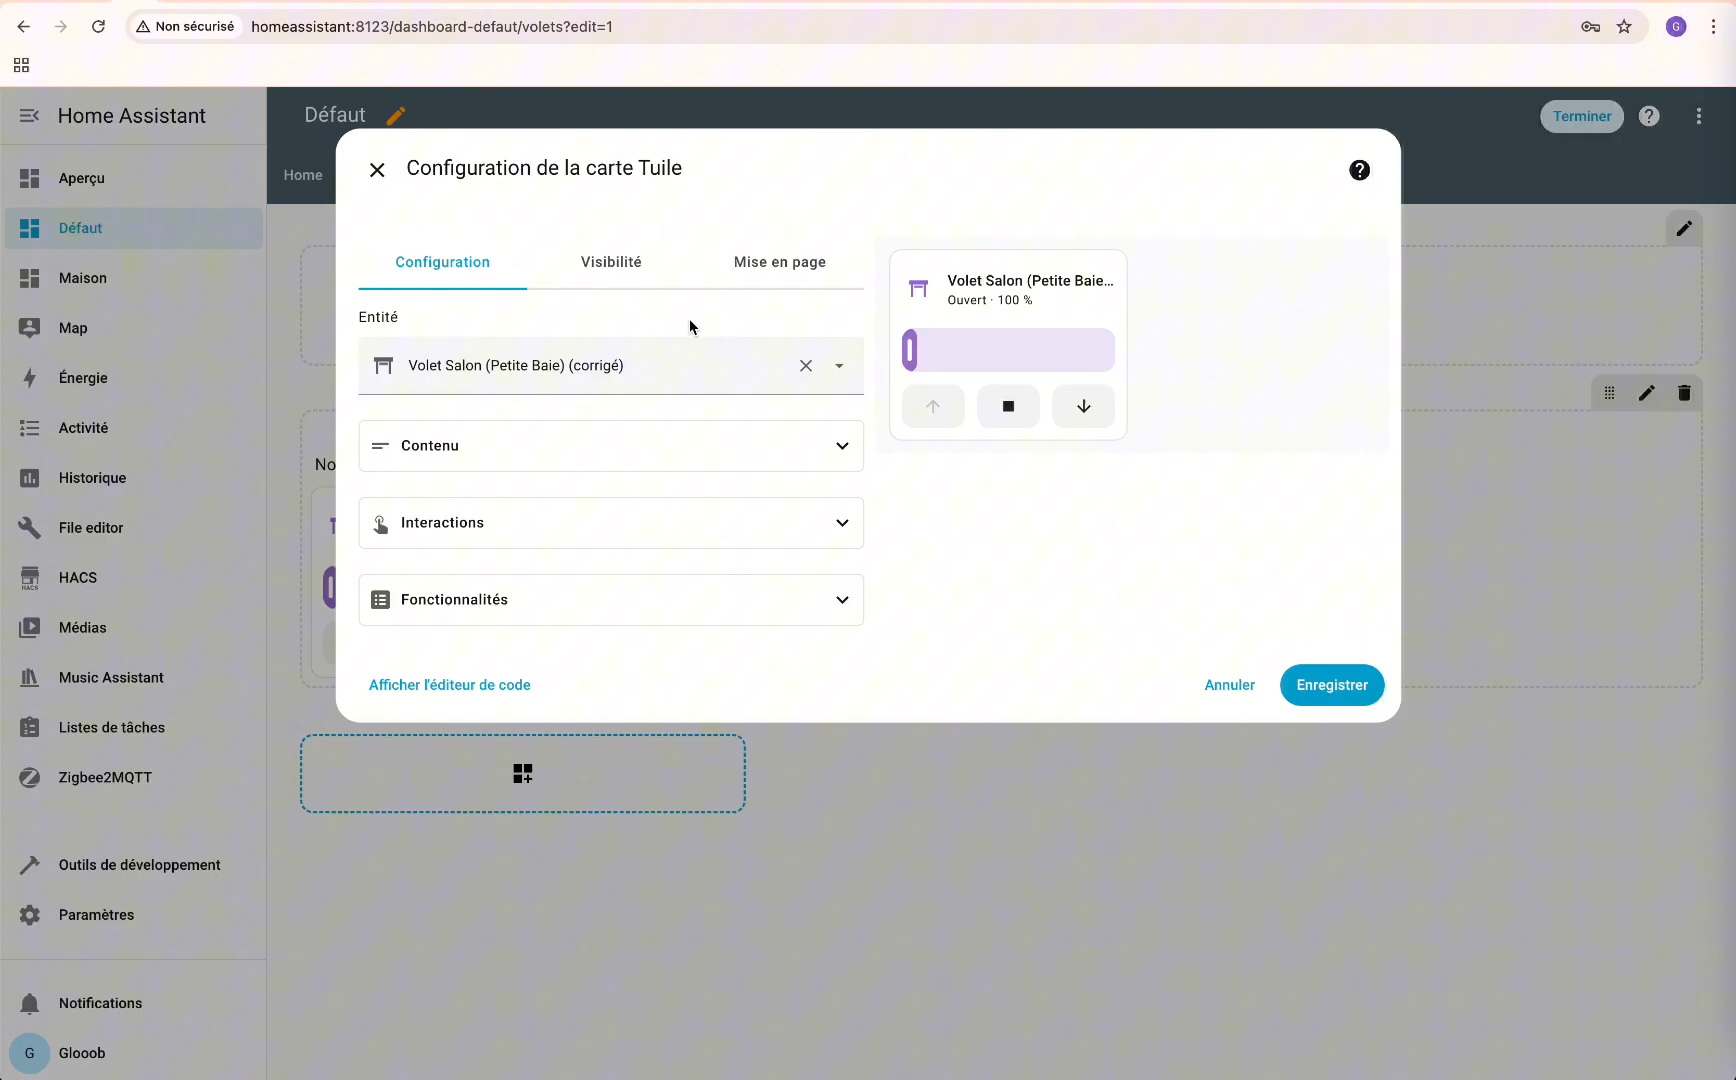 Non sécurisé
homeassistant:8123/dashboard-defaut/volets?edit=1
G
Home Assistant
Défaut
Terminer
Home
Aperçu
Défaut
Maison
Map
Énergie
Activité
Historique
File editor
HACS
HACS
Médias
Music Assistant
Listes de tâches
Zigbee2MQTT
Outils de développement
Paramètres
Notifications
G
Glooob
No
Configuration de la carte Tuile
Configuration
Visibilité
Mise en page
Entité
Volet Salon (Petite Baie) (corrigé)
Contenu
Interactions
Fonctionnalités
Afficher l'éditeur de code
Annuler
Enregistrer
Volet Salon (Petite Baie...
Ouvert · 100 %